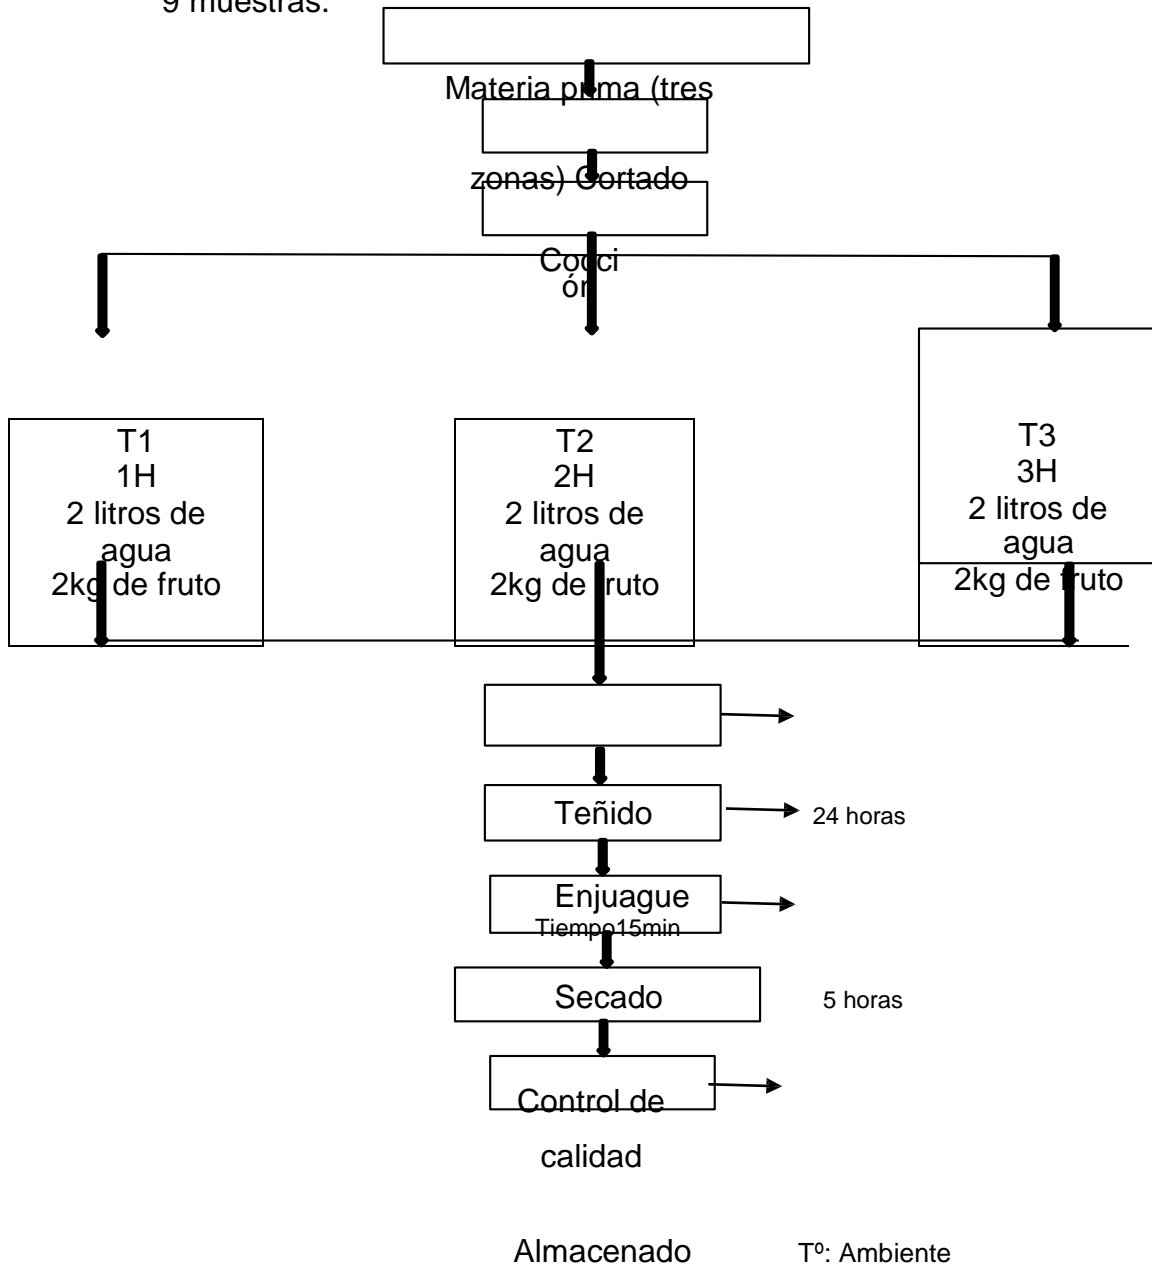 9 muestras.
Materia prima (tres
zonas) Cortado
Cocci
ón
T1
1H
2 litros de
agua
2kg de fruto
T2
2H
2 litros de
agua
2kg de fruto
T3
3H
2 litros de
agua
2kg de fruto
Teñido
24 horas
Enjuague
Tiempo15min
Secado
5 horas
Control de
calidad
Almacenado
Tº: Ambiente